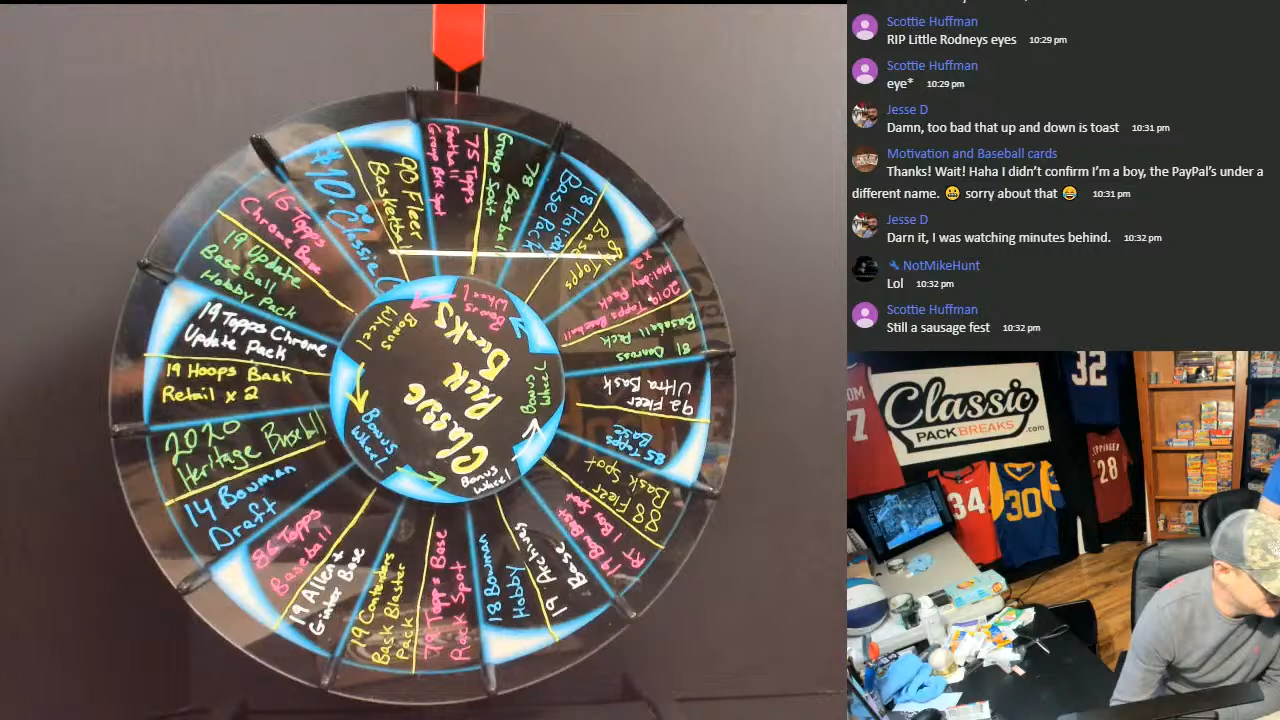 75 Topps
Football
Group Brk Spot
78 Baseball
Group Spot
18 Holiday
Base Pack
Topps
Base
2019 Topps Baseball
Holiday Pack
x2
81 Donruss
Baseball Pack
92 Fleer
Ultra Bask
85 Topps
Base
88 Fleer
Bask Spot
19 Bow Best
RT 1 Box Spot
19 Archives
Base
18 Bowman
Hobby
79 Topps Base
Rack Spot
19 Contenders
Bask Blaster
Pack
19 Allen +
Ginter Base
86 Topps
Baseball
14 Bowman
Draft
2020
Heritage Baseball
19 Hoops Bask
Retail x 2
19 Topps Chrome
Update Pack
19 Update
Baseball
Hobby Pack
16 Topps
Chrome Base
$10 Classic
90 Fleer
Basketball
Bonus
Wheel
Bonus
Wheel
Bonus
Wheel
Bonus
Wheel
Bonus
Wheel
Classic
Pack
Breaks
Scottie Huffman
RIP Little Rodneys eyes 10:29 pm
Scottie Huffman
eye* 10:29 pm
Jesse D
Damn, too bad that up and down is toast 10:31 pm
Motivation and Baseball cards
Thanks! Wait! Haha I didn't confirm I'm a boy, the PayPal's under a
different name. 😀 sorry about that 😂 10:31 pm
Jesse D
Darn it, I was watching minutes behind. 10:32 pm
NotMikeHunt
Lol 10:32 pm
Scottie Huffman
Still a sausage fest 10:32 pm
Classic
PACK BREAKS.com
32
7
34
30
28